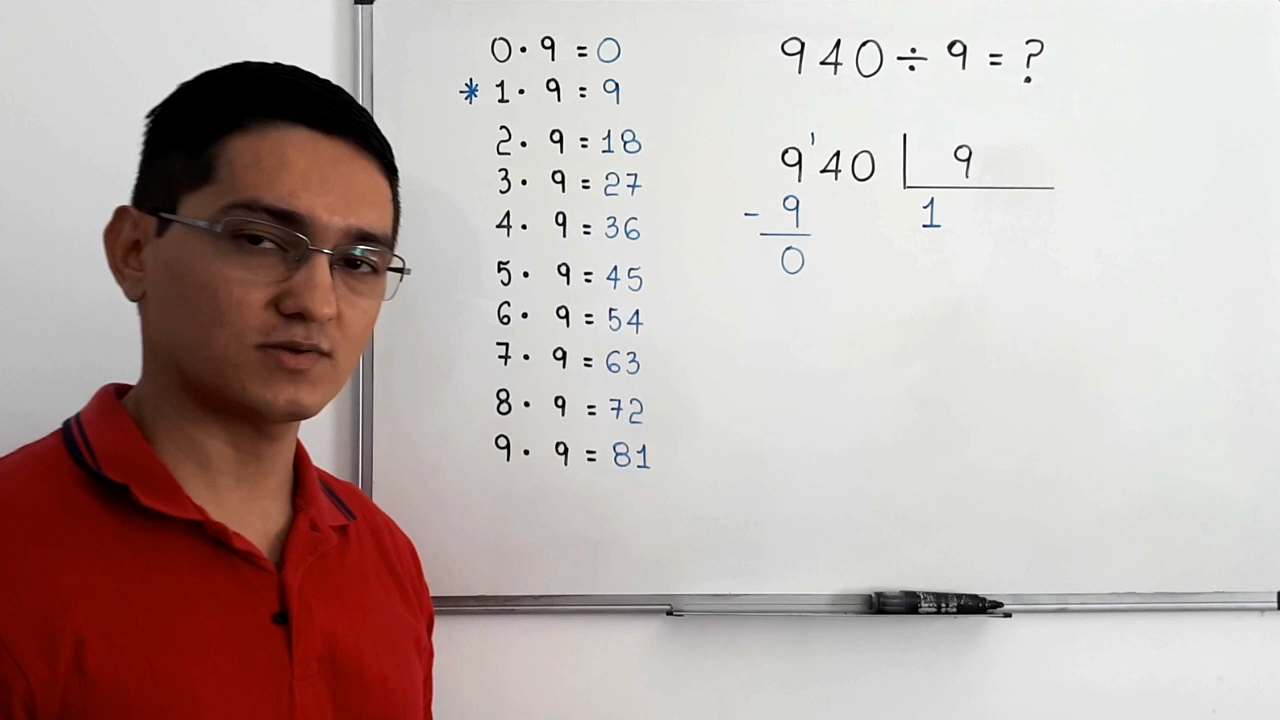 0 · 9 = 0
* 1 · 9 = 9
2 · 9 = 18
3 · 9 = 27
4 · 9 = 36
5 · 9 = 45
6 · 9 = 54
7 · 9 = 63
8 · 9 = 72
9 · 9 = 81
940 ÷ 9 = ?
9'40 | 9
- 9 1
0